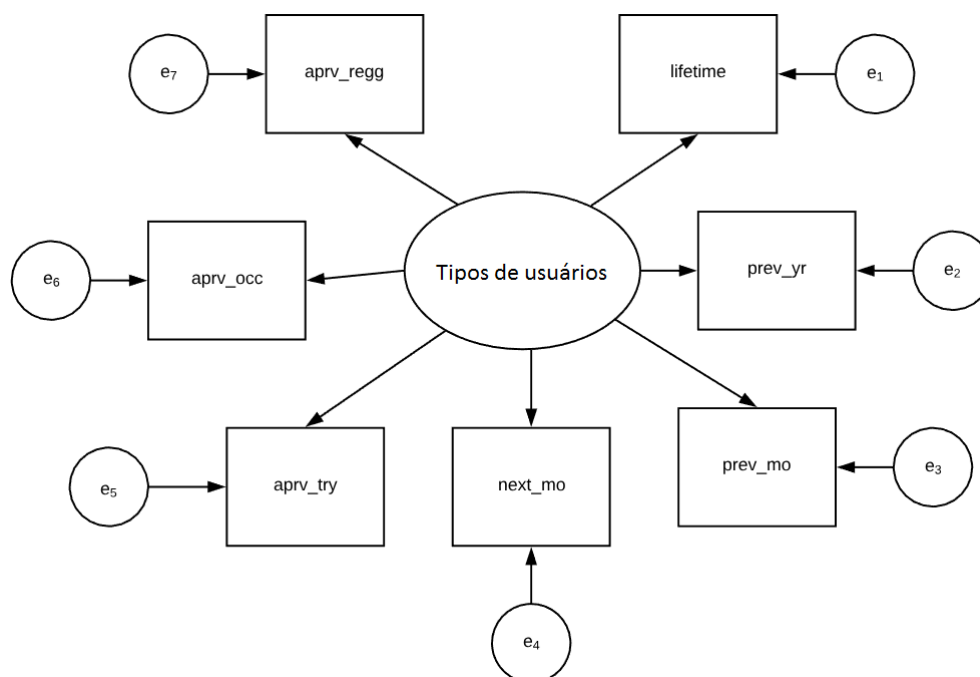 e₇
aprv_regg
lifetime
e₁
e₆
aprv_occ
Tipos de usuários
prev_yr
e₂
e₅
aprv_try
next_mo
prev_mo
e₃
e₄